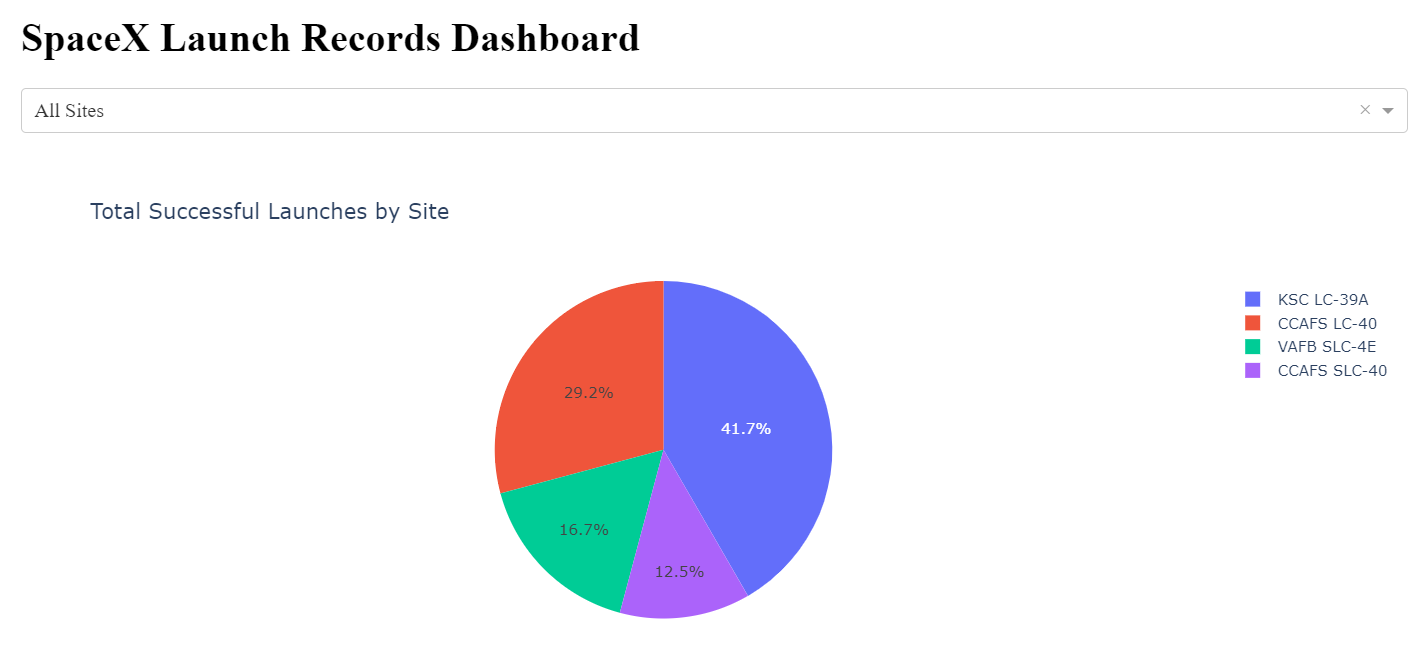 SpaceX Launch Records Dashboard
All Sites
Total Successful Launches by Site
KSC LC-39A
CCAFS LC-40
VAFB SLC-4E
CCAFS SLC-40
29.2%
41.7%
16.7%
12.5%